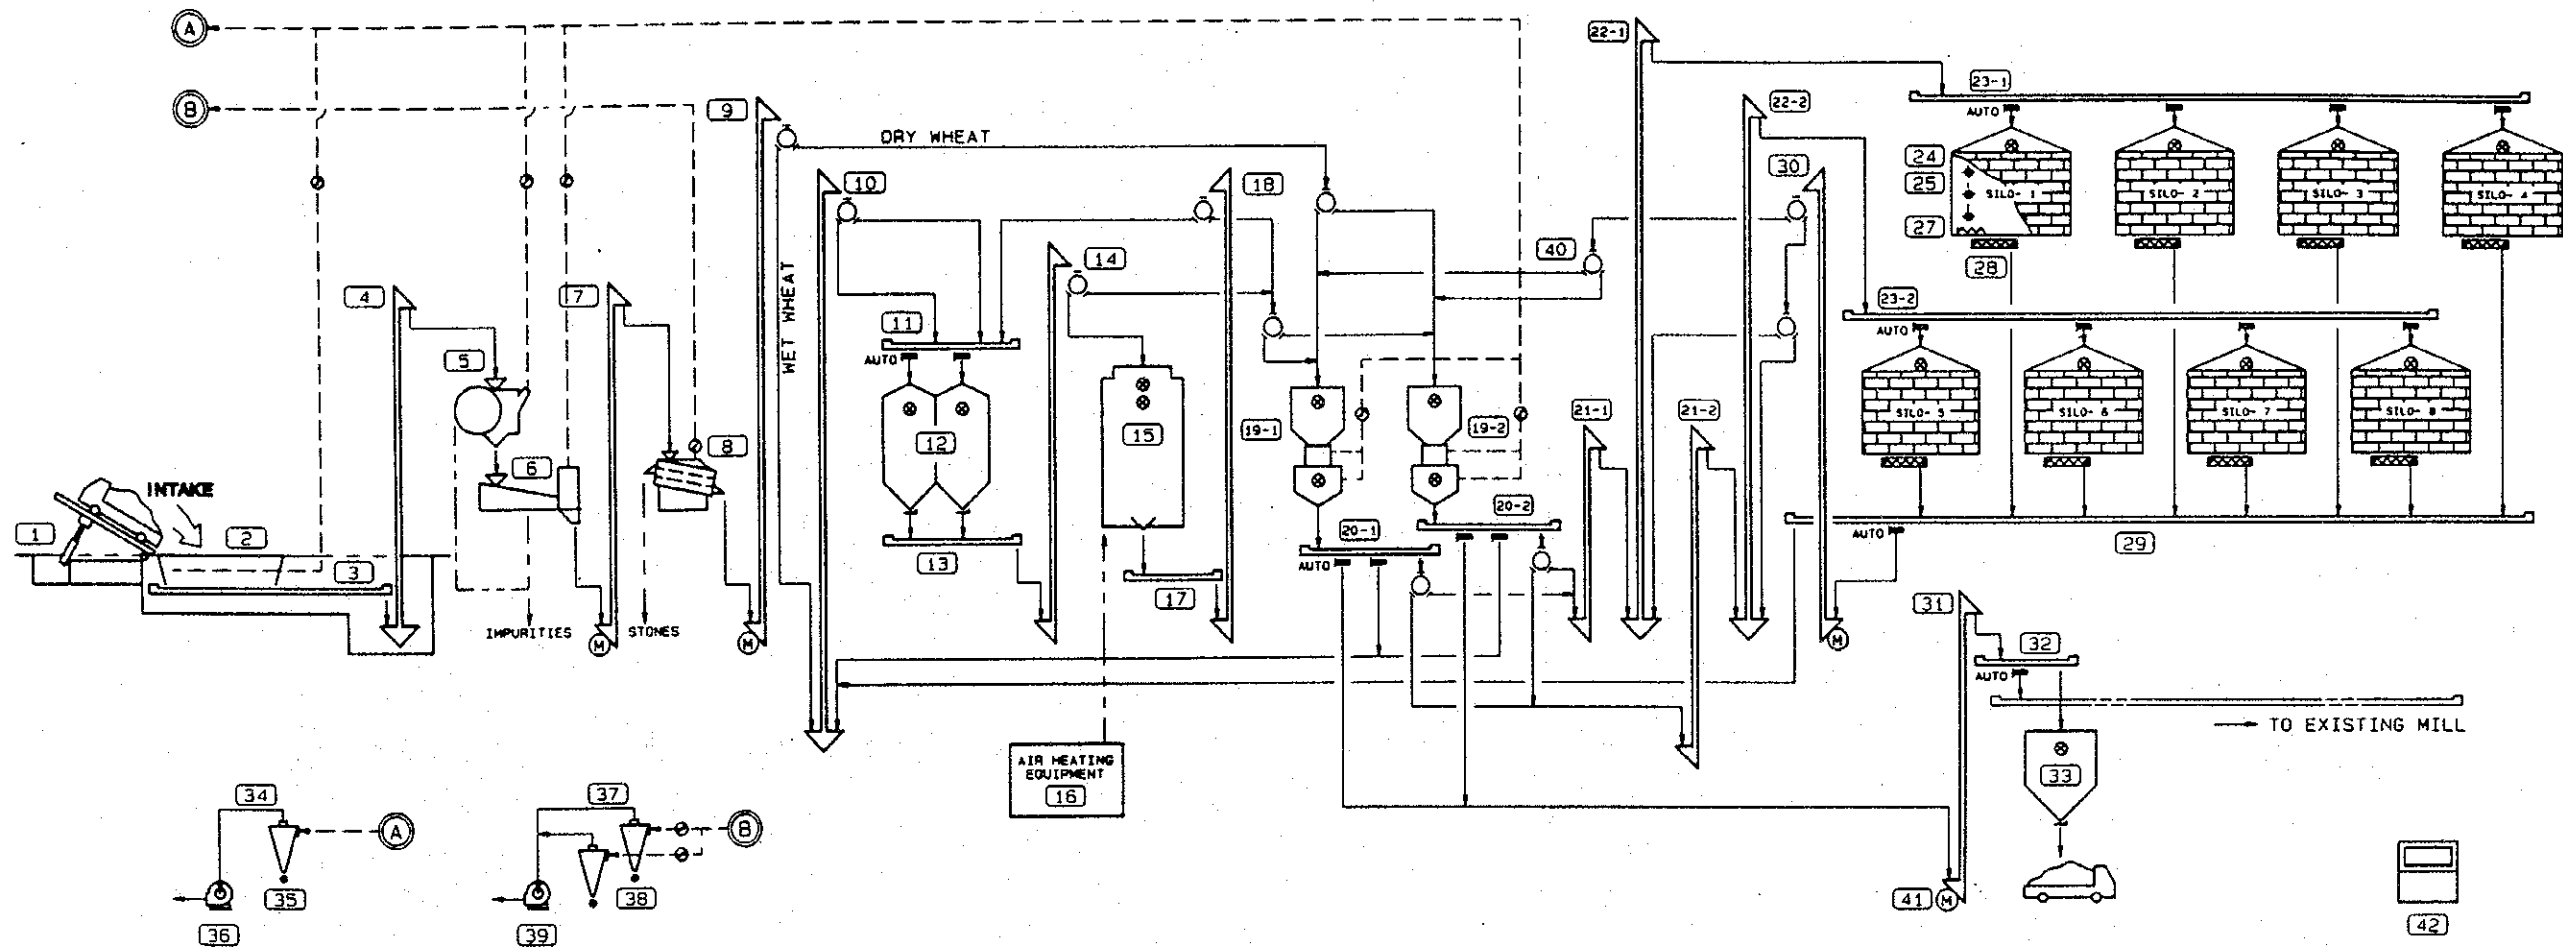 A
22-1
23-1
AUTO
B
9
22-2
DRY WHEAT
30
24
10
18
25
SILO- 1
SILO- 2
SILO- 3
SILO- 4
27
40
14
28
4
7
WET WHEAT
23-2
11
AUTO
AUTO
5
SILO- 5
SILO- 6
SILO- 7
SILO- 8
21-1
21-2
12
15
19-1
19-2
8
6
INTAKE
20-2
1
2
20-1
AUTO
29
3
13
AUTO
17
31
IMPURITIES
STONES
M
M
M
32
AUTO
TO EXISTING MILL
AIR HEATING
EQUIPMENT
16
33
34
37
A
B
35
38
41
M
36
39
42